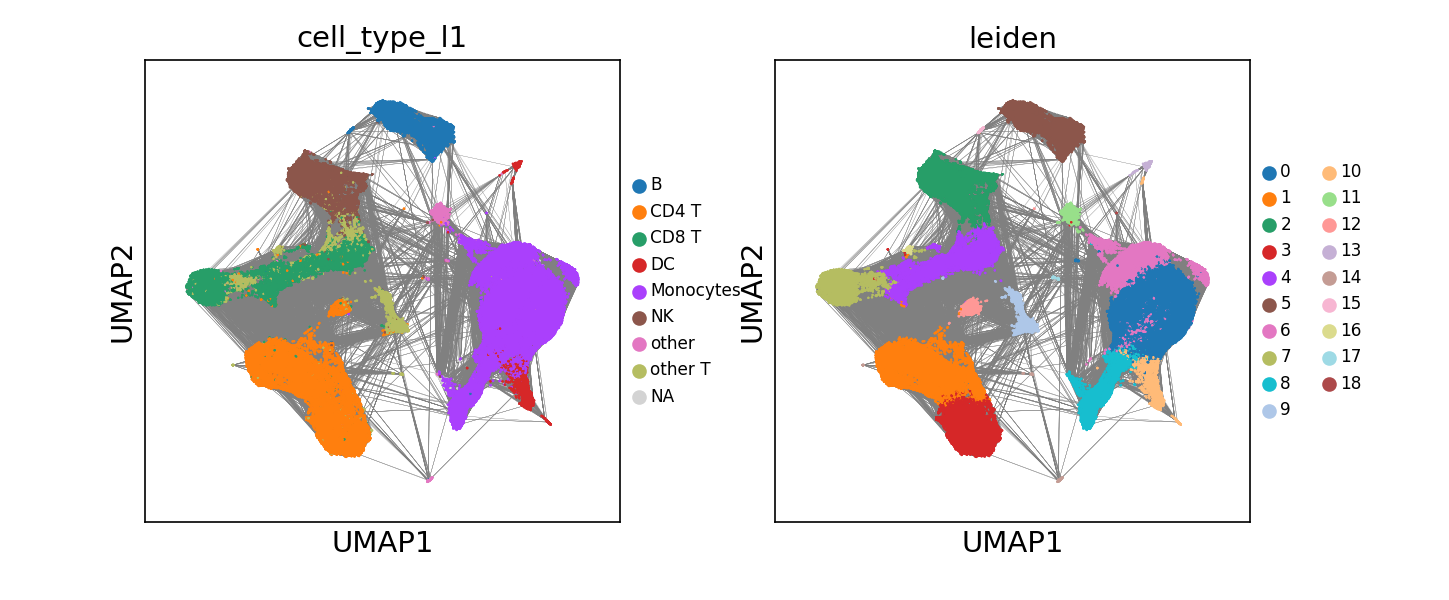 cell_type_l1
UMAP2
UMAP1
B
CD4 T
CD8 T
DC
Monocytes
NK
other
other T
NA
leiden
UMAP2
UMAP1
0
1
2
3
4
5
6
7
8
9
10
11
12
13
14
15
16
17
18